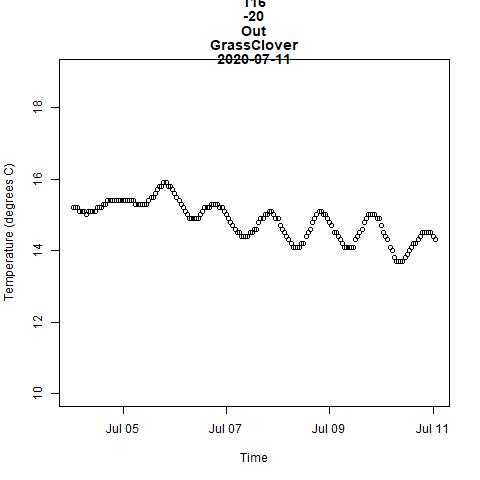 116
-20
Out
GrassClover
2020-07-11
Temperature (degrees C)
18
16
14
12
10
Jul 05
Jul 07
Jul 09
Jul 11
Time